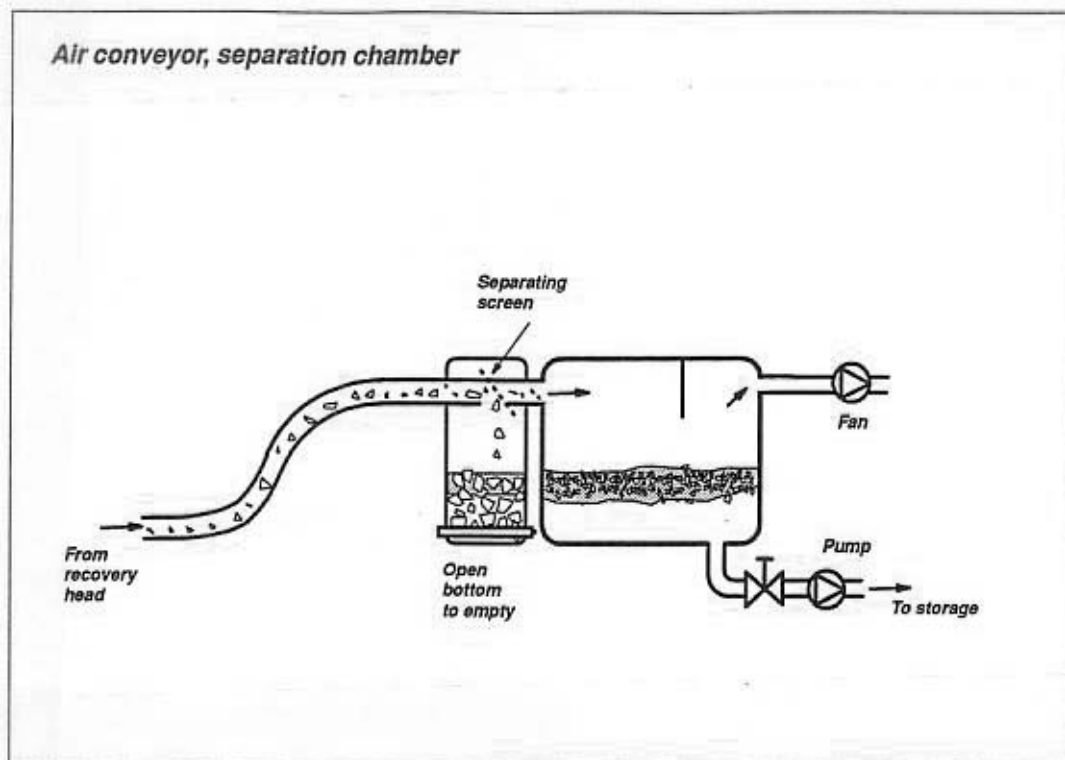 Air conveyor, separation chamber
Separating
screen
Fan
From
recovery
head
Open
bottom
to empty
Pump
To storage